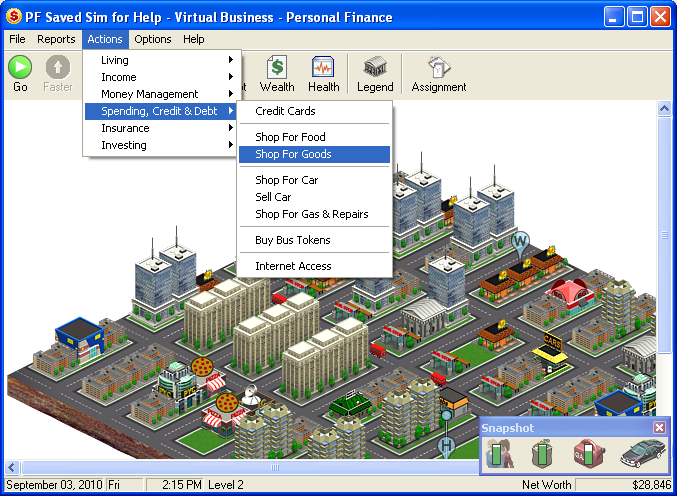 PF Saved Sim for Help - Virtual Business - Personal Finance
File Reports Actions Options Help
Go Faster Wealth Health Legend Assignment
Living
Income
Money Management
Spending, Credit & Debt
Insurance
Investing
Credit Cards
Shop For Food
Shop For Goods
Shop For Car
Sell Car
Shop For Gas & Repairs
Buy Bus Tokens
Internet Access
W
CARS
H
Snapshot
September 03, 2010 Fri 2:15 PM Level 2 Net Worth $28,846